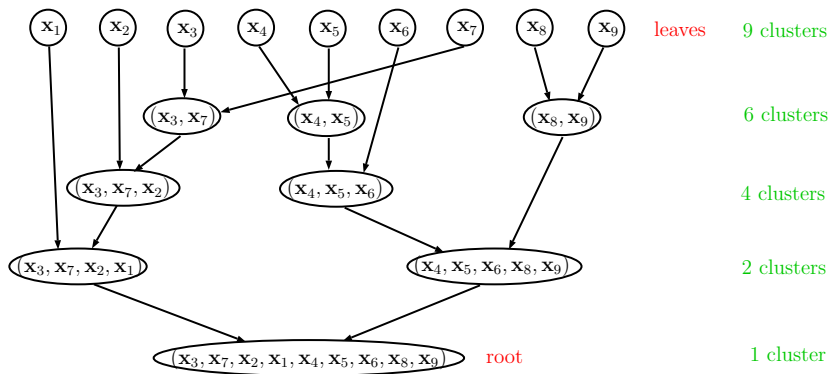 x₁ x₂ x₃ x₄ x₅ x₆ x₇ x₈ x₉ leaves 9 clusters
(x₃, x₇) (x₄, x₅) (x₈, x₉) 6 clusters
(x₃, x₇, x₂) (x₄, x₅, x₆) 4 clusters
(x₃, x₇, x₂, x₁) (x₄, x₅, x₆, x₈, x₉) 2 clusters
(x₃, x₇, x₂, x₁, x₄, x₅, x₆, x₈, x₉) root 1 cluster